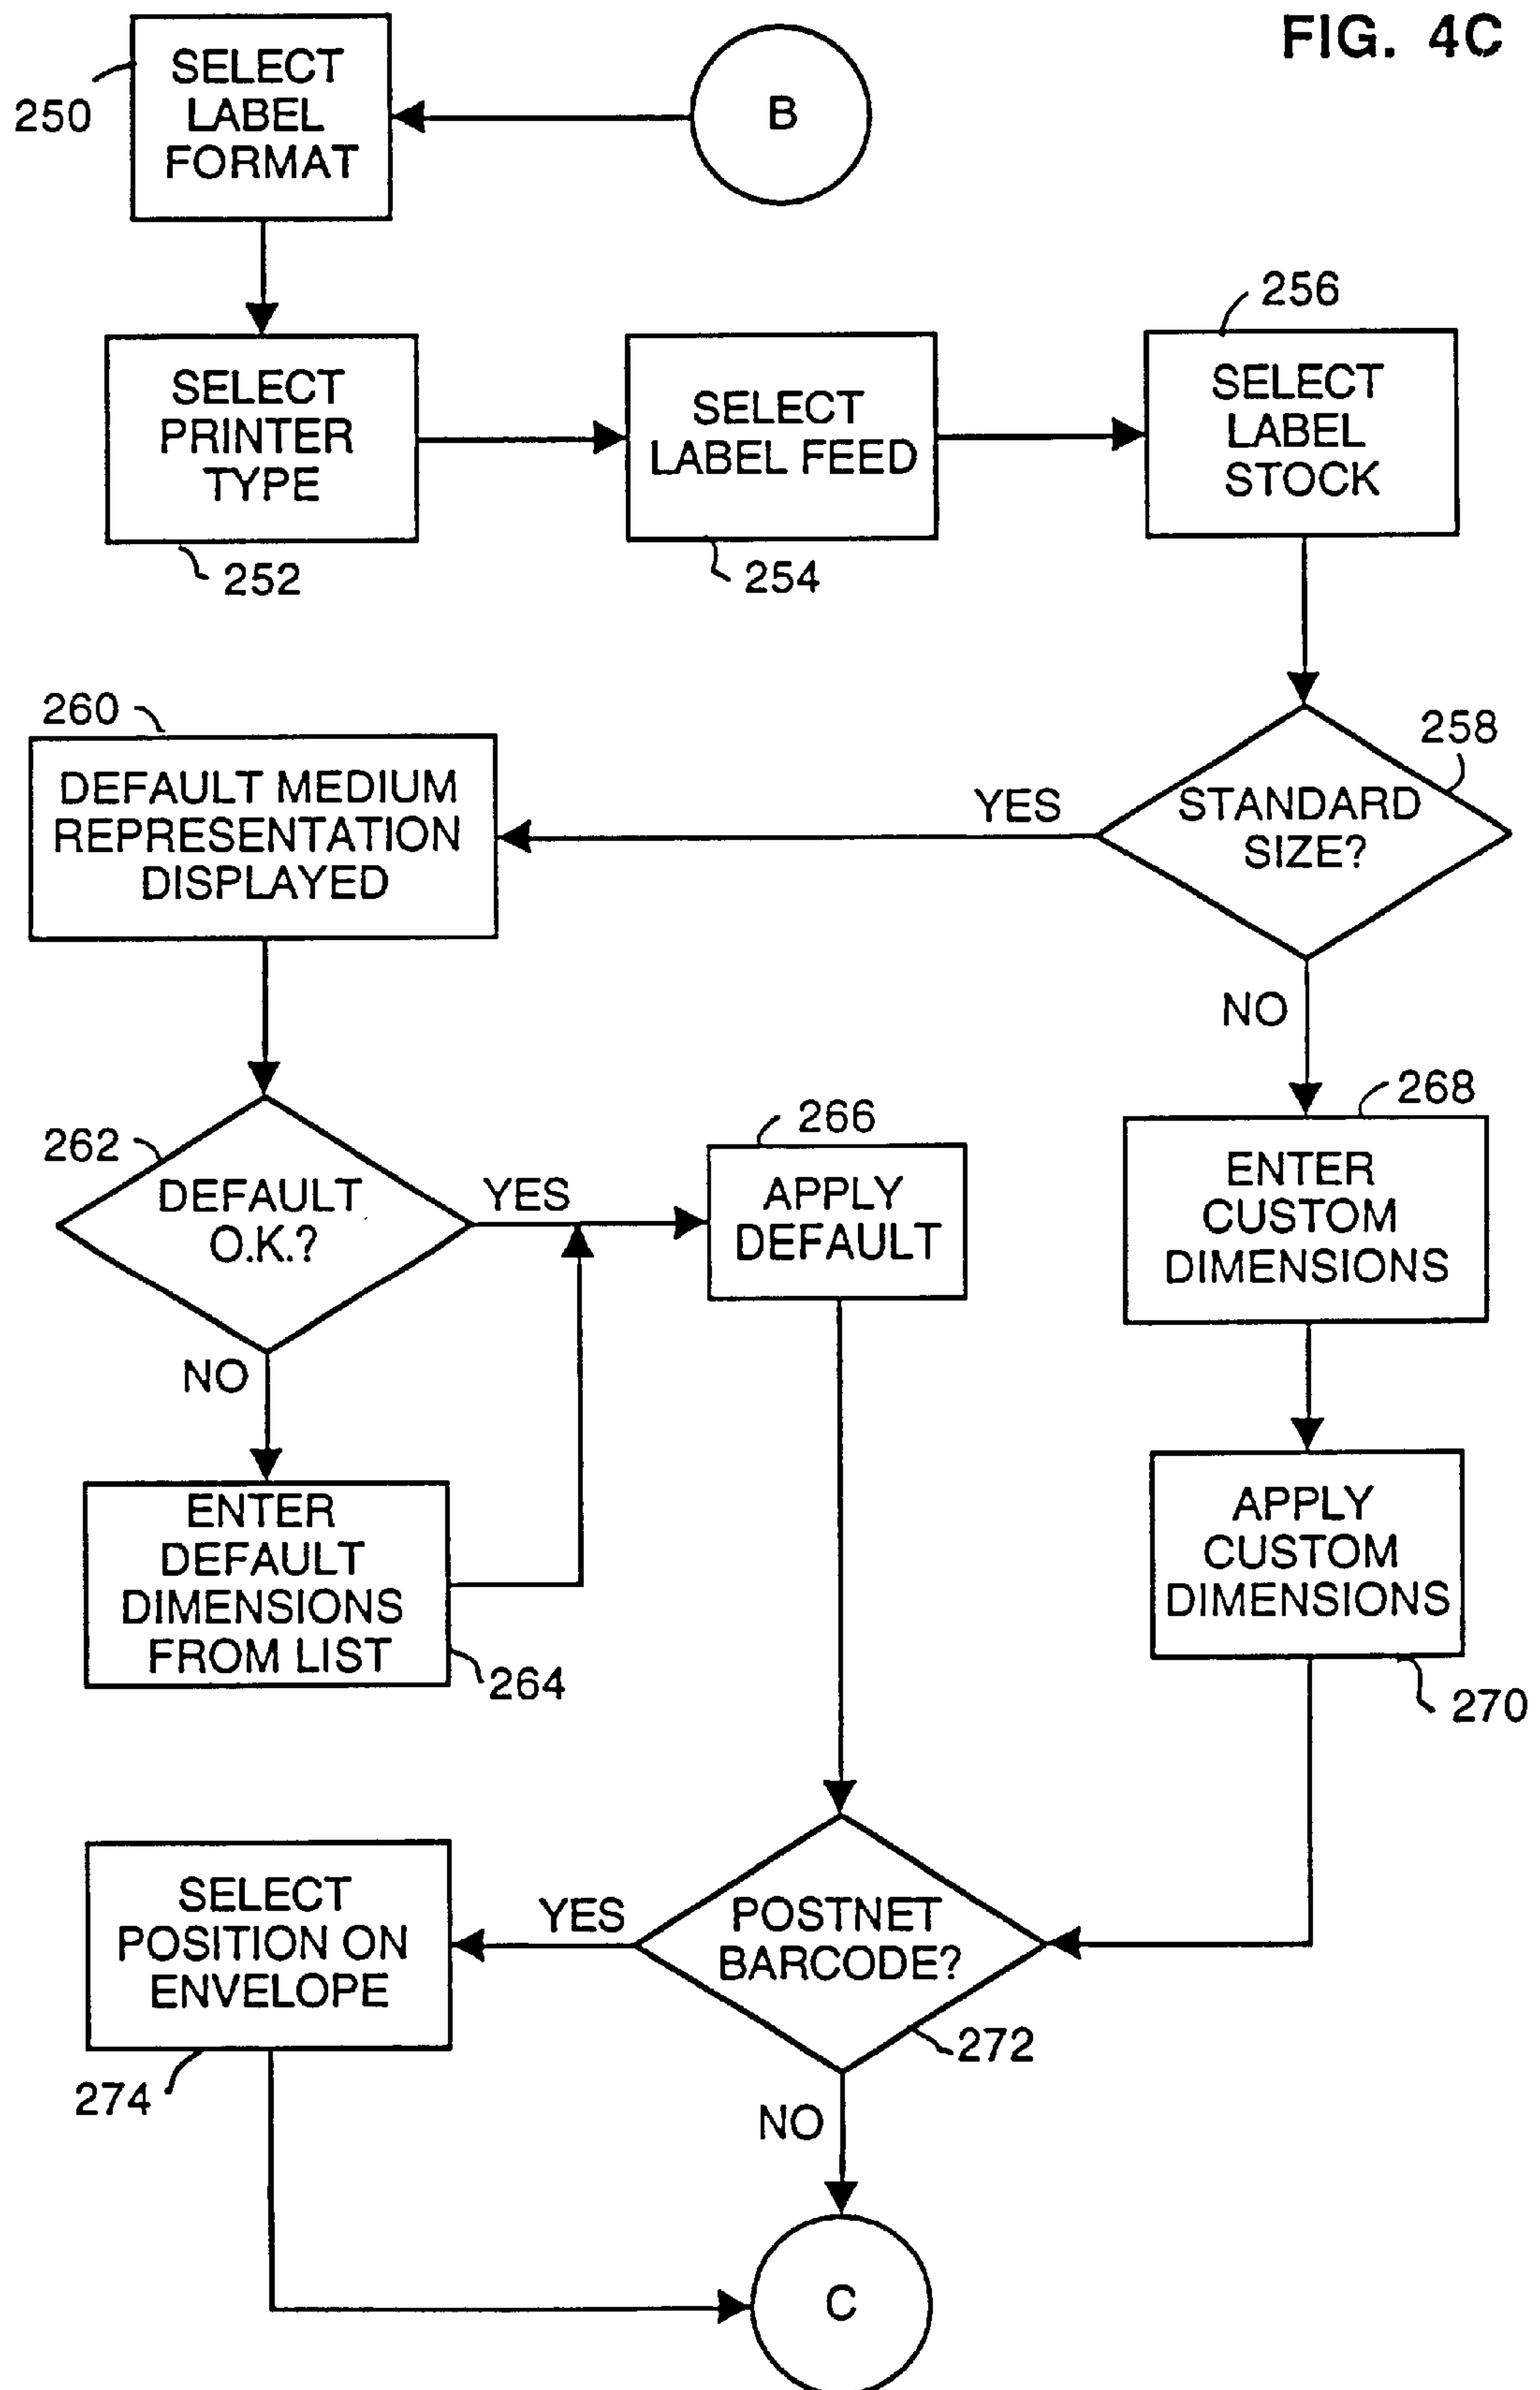 FIG. 4C
SELECT
LABEL
FORMAT
250
B
SELECT
PRINTER
TYPE
252
SELECT
LABEL FEED
254
256
SELECT
LABEL
STOCK
258
STANDARD
SIZE?
YES
NO
260
DEFAULT MEDIUM
REPRESENTATION
DISPLAYED
262
DEFAULT
O.K.?
YES
NO
266
APPLY
DEFAULT
268
ENTER
CUSTOM
DIMENSIONS
ENTER
DEFAULT
DIMENSIONS
FROM LIST
264
APPLY
CUSTOM
DIMENSIONS
270
POSTNET
BARCODE?
272
YES
NO
SELECT
POSITION ON
ENVELOPE
274
C